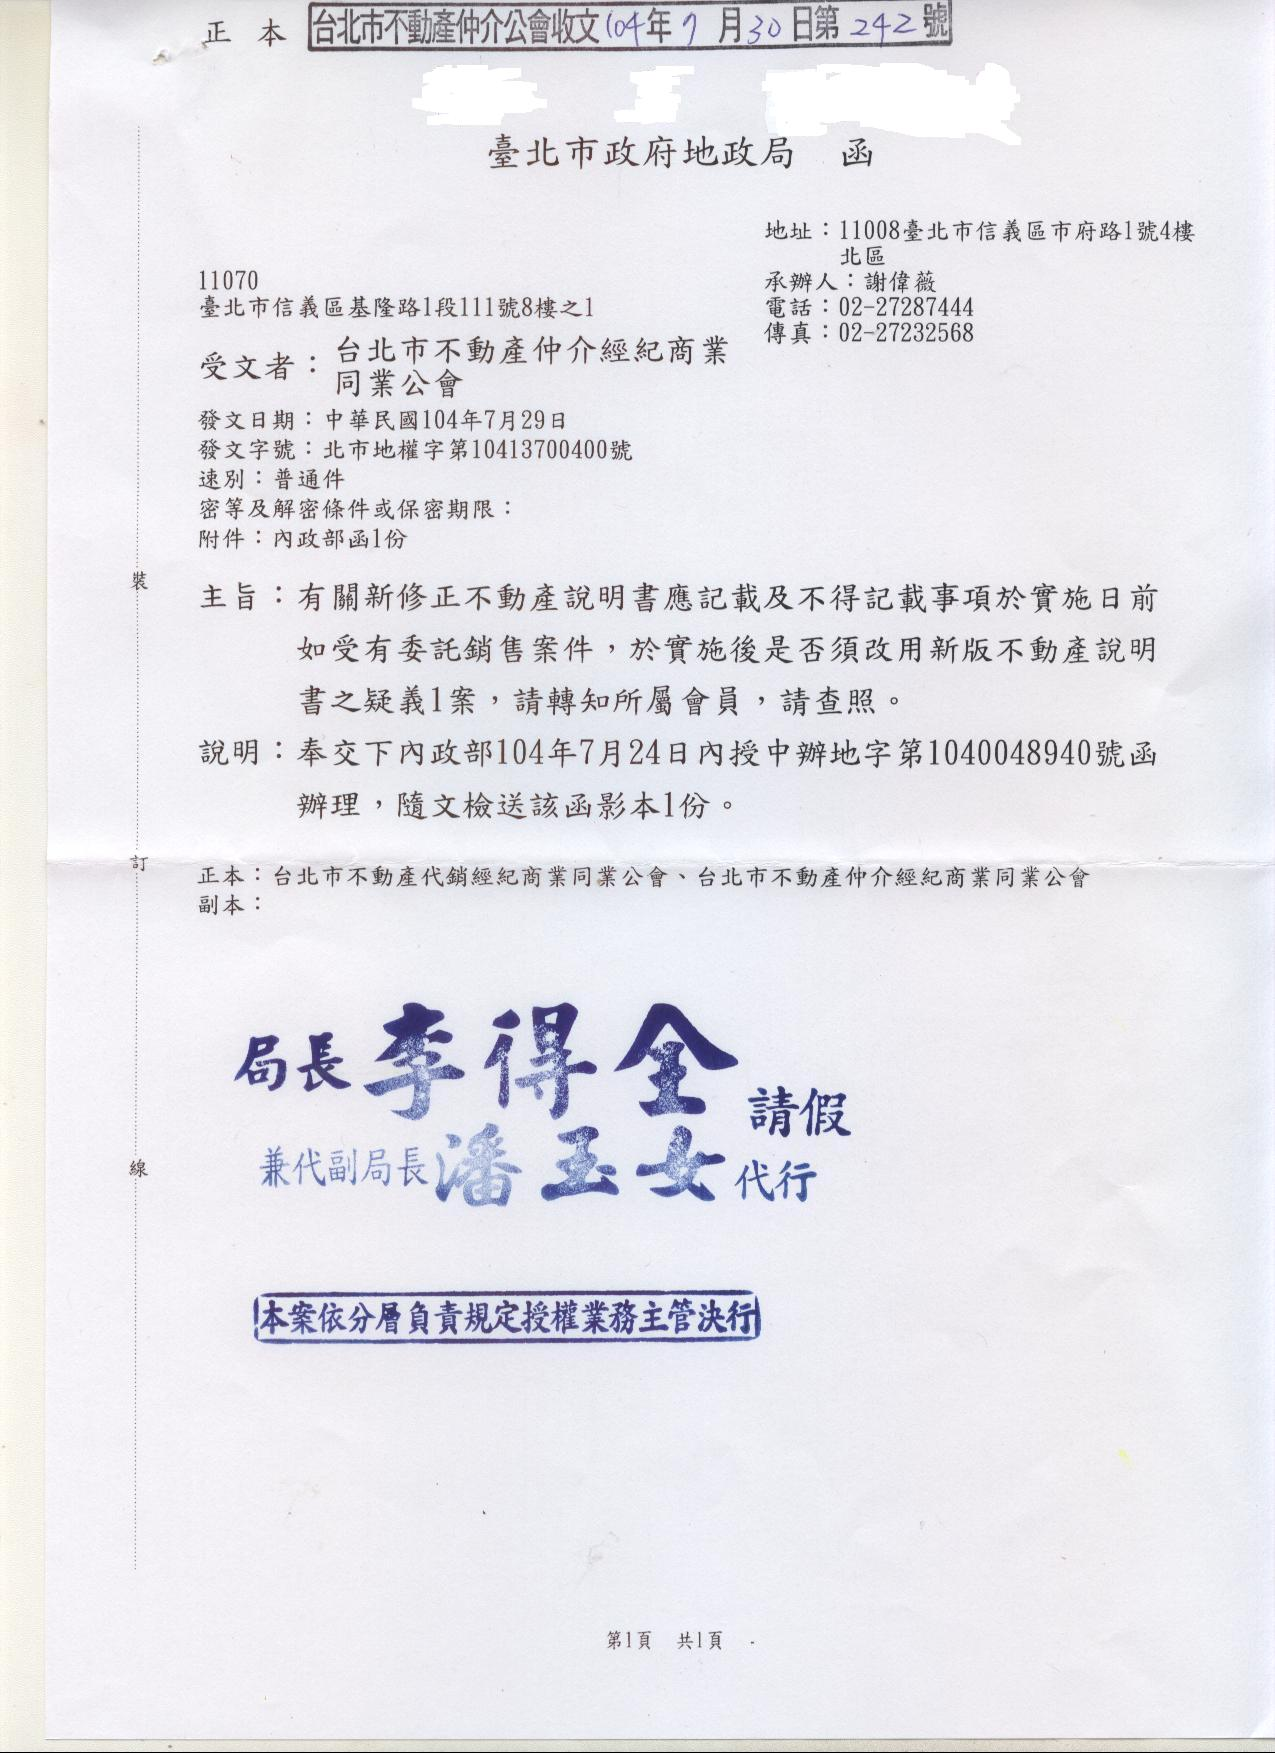 正本
台北市不動產仲介公會收文104年7月30日第242號
臺北市政府地政局 函
地址：11008臺北市信義區市府路1號4樓
北區
承辦人：謝偉薇
電話：02-27287444
傳真：02-27232568
11070
臺北市信義區基隆路1段111號8樓之1
受文者：台北市不動產仲介經紀商業
同業公會
發文日期：中華民國104年7月29日
發文字號：北市地權字第10413700400號
速別：普通件
密等及解密條件或保密期限：
附件：內政部函1份
主旨：有關新修正不動產說明書應記載及不得記載事項於實施日前
如受有委託銷售案件，於實施後是否須改用新版不動產說明
書之疑義1案，請轉知所屬會員，請查照。
說明：奉交下內政部104年7月24日內授中辦地字第1040048940號函
辦理，隨文檢送該函影本1份。
正本：台北市不動產代銷經紀商業同業公會、台北市不動產仲介經紀商業同業公會
副本：
局長李得全請假
兼代副局長潘玉女代行
本案依分層負責規定授權業務主管決行
裝
訂
線
第1頁 共1頁